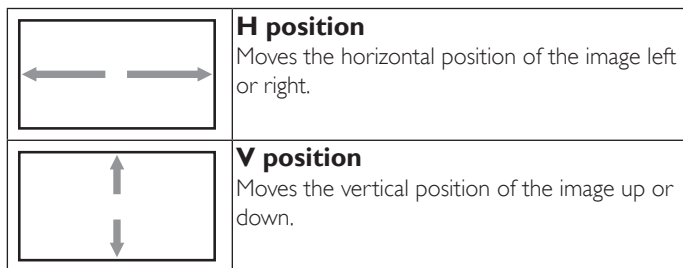 H position
Moves the horizontal position of the image left
or right.
V position
Moves the vertical position of the image up or
down.